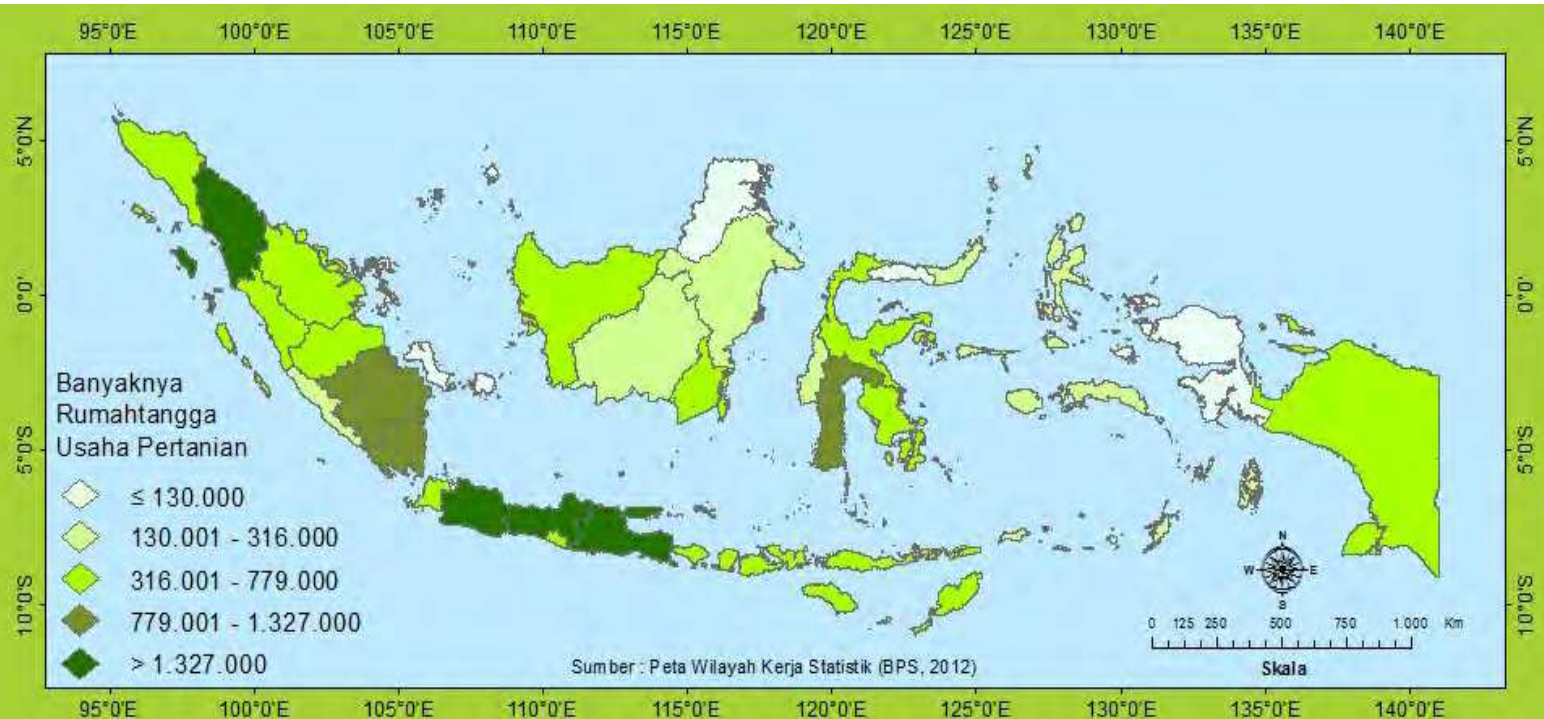 95°0'E 100°0'E 105°0'E 110°0'E 115°0'E 120°0'E 125°0'E 130°0'E 135°0'E 140°0'E
5°0'N 5°0'N
0°0' 0°0'
5°0'S 5°0'S
10°0'S 10°0'S
Banyaknya
Rumahtangga
Usaha Pertanian
≤ 130.000
130.001 - 316.000
316.001 - 779.000
779.001 - 1.327.000
> 1.327.000
Sumber : Peta Wilayah Kerja Statistik (BPS, 2012)
N
W E
S
0 125 250 500 750 1.000 Km
Skala
95°0'E 100°0'E 105°0'E 110°0'E 115°0'E 120°0'E 125°0'E 130°0'E 135°0'E 140°0'E